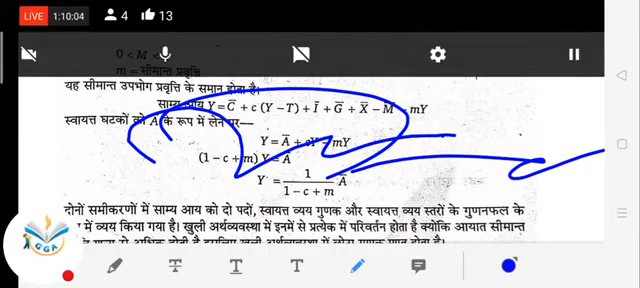 LIVE 1:10:04 4 13
0 < M <
m = सीमान्त प्रवृत्ति
यह सीमान्त उपभोग प्रवृत्ति के समान होता है।
साम्य आय Y = C̅ + c (Y – T) + I̅ + G̅ + X̅ – M̅ – mY
स्वायत्त घटकों को A के रूप में लेने पर—
Y = A̅ + cY – mY
(1 – c + m) Y = A̅
Y = 1/(1 – c + m) A̅
दोनों समीकरणों में साम्य आय को दो पदों, स्वायत्त व्यय गुणक और स्वायत्त व्यय स्तरों के गुणनफल के
में व्यय किया गया है। खुली अर्थव्यवस्था में इनमें से प्रत्येक में परिवर्तन होता है क्योंकि आयात सीमान्त
GGA